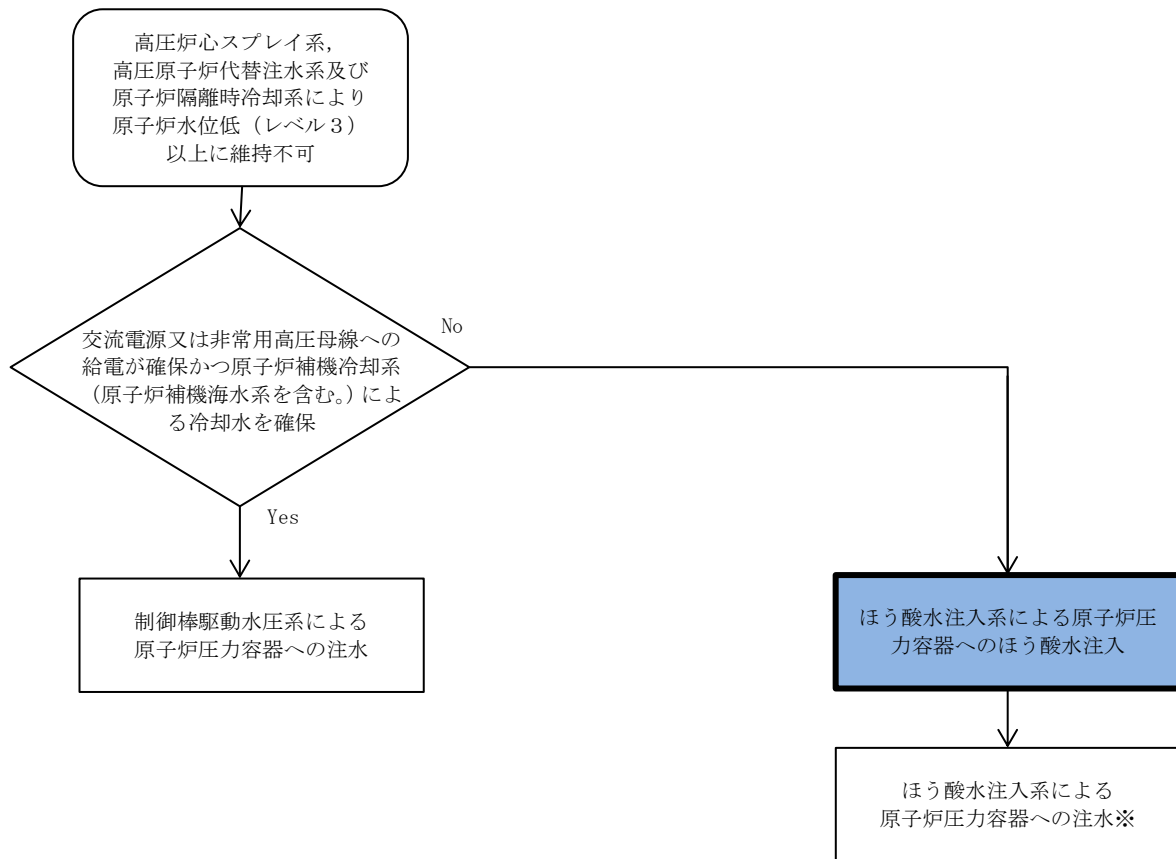 高圧炉心スプレイ系，
高圧原子炉代替注水系及び
原子炉隔離時冷却系により
原子炉水位低（レベル３）
以上に維持不可
No
交流電源又は非常用高圧母線への
給電が確保かつ原子炉補機冷却系
（原子炉補機海水系を含む。）によ
る冷却水を確保
Yes
制御棒駆動水圧系による
原子炉圧力容器への注水
ほう酸水注入系による原子炉圧
力容器へのほう酸水注入
ほう酸水注入系による
原子炉圧力容器への注水※